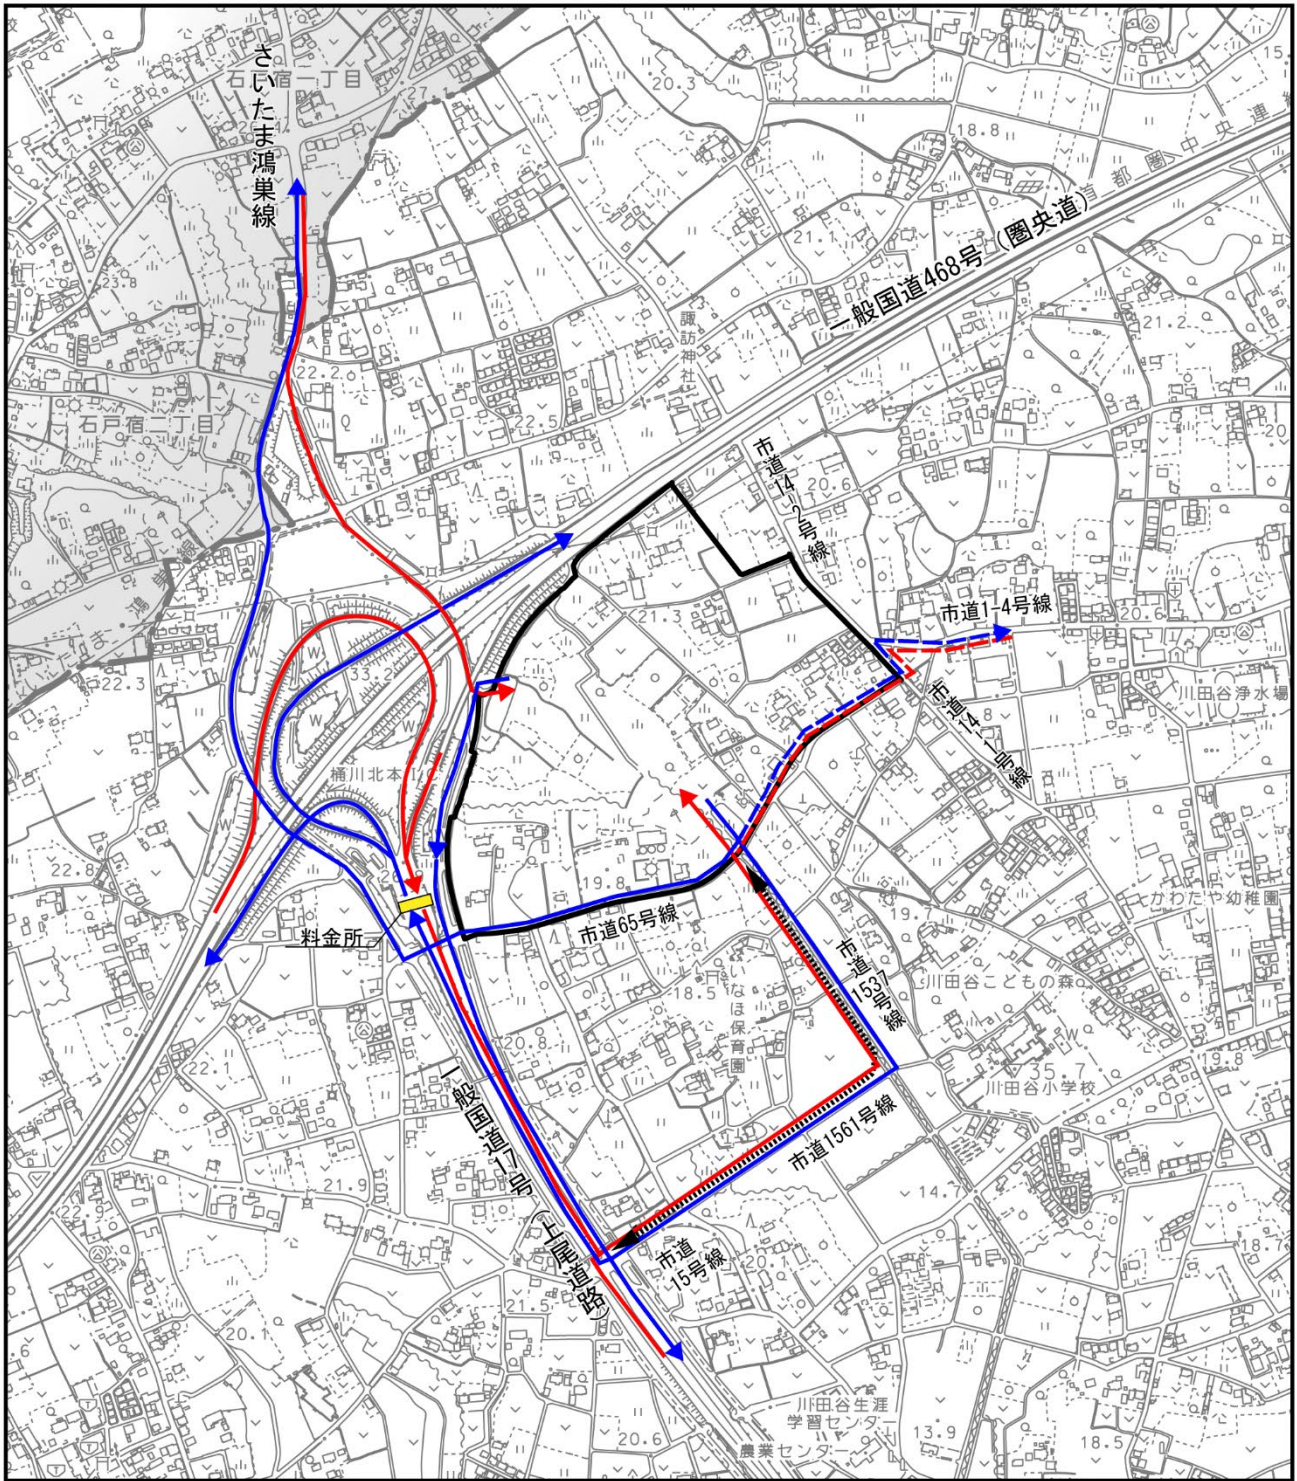 さいたま鴻巣線
石戸宿一丁目
27
20.3
18.8
15.
23.8
一般国道468号（圏央道）
21.1
21.2
諏訪神社
22.2
22.5
石戸宿二丁目
20
市道14-2号線
20.6
市道1-4号線
20.6
21.3
22.3
33.2
川田谷浄水場
市道14-1号線
桶川北本IC
22.8
19.8
かわたや幼稚園
19.7
料金所
市道65号線
市道1537号線
川田谷こどもの森
18.5
いなほ保育園
20.8
19.8
22.1
35.7
川田谷小学校
一般国道17号（上尾道路）
市道1561号線
21.9
14.7
22.9
市道15号線
18.7
21.5
20.1
川田谷生涯
学習センター
20.6
13.9
18.5
農業センター